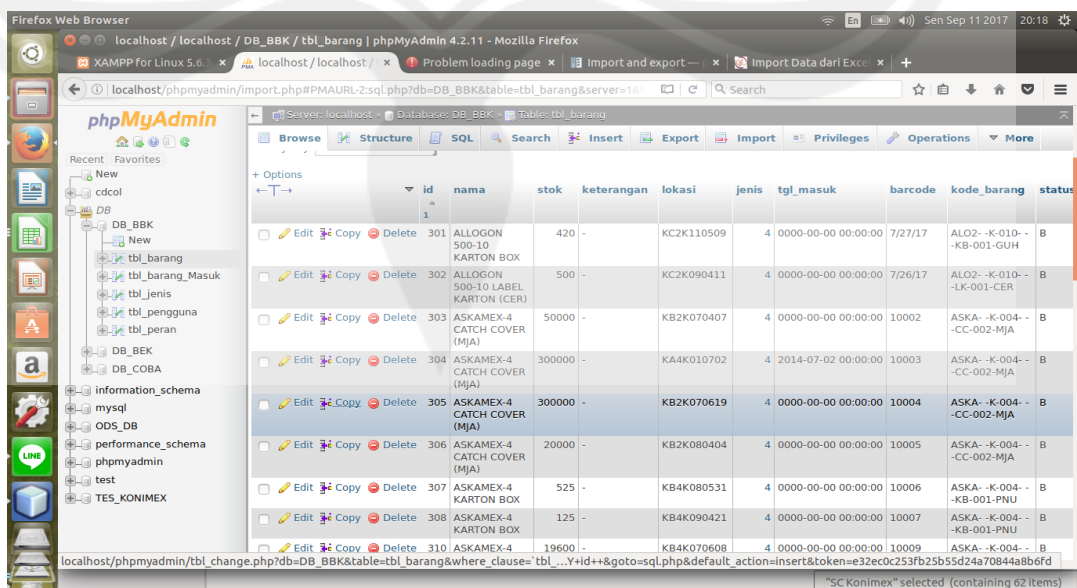 Firefox Web Browser
En
Sen Sep 11 2017 20:18
localhost / localhost / DB_BBK / tbl_barang | phpMyAdmin 4.2.11 - Mozilla Firefox
XAMPP for Linux 5.6.3 × localhost / localhost / × Problem loading page × Import and export — × Import Data dari Excel × +
localhost/phpmyadmin/import.php#PMAURL-2:sql.php?db=DB_BBK&table=tbl_barang&server=1& Search
phpMyAdmin
Recent Favorites
New
cdcol
DB
DB_BBK
New
tbl_barang
tbl_barang_Masuk
tbl_jenis
tbl_pengguna
tbl_peran
DB_BEK
DB_COBA
information_schema
mysql
ODS_DB
performance_schema
phpmyadmin
test
TES_KONIMEX
Server: localhost » Database: DB_BBK » Table: tbl_barang
Browse Structure SQL Search Insert Export Import Privileges Operations More
+ Options
←T→ id nama stok keterangan lokasi jenis tgl_masuk barcode kode_barang status
1
Edit Copy Delete 301 ALLOGON 420 - KC2K110509 4 0000-00-00 00:00:00 7/27/17 ALO2- -K-010- - B
500-10 -KB-001-GUH
KARTON BOX
Edit Copy Delete 302 ALLOGON 500 - KC2K090411 4 0000-00-00 00:00:00 7/26/17 ALO2- -K-010- - B
500-10 LABEL -LK-001-CER
KARTON (CER)
Edit Copy Delete 303 ASKAMEX-4 50000 - KB2K070407 4 0000-00-00 00:00:00 10002 ASKA- -K-004- - B
CATCH COVER -CC-002-MJA
(MJA)
Edit Copy Delete 304 ASKAMEX-4 300000 - KA4K010702 4 2014-07-02 00:00:00 10003 ASKA- -K-004- - B
CATCH COVER -CC-002-MJA
(MJA)
Edit Copy Delete 305 ASKAMEX-4 300000 - KB2K070619 4 0000-00-00 00:00:00 10004 ASKA- -K-004- - B
CATCH COVER -CC-002-MJA
(MJA)
Edit Copy Delete 306 ASKAMEX-4 20000 - KB2K080404 4 0000-00-00 00:00:00 10005 ASKA- -K-004- - B
CATCH COVER -CC-002-MJA
(MJA)
Edit Copy Delete 307 ASKAMEX-4 525 - KB4K080531 4 0000-00-00 00:00:00 10006 ASKA- -K-004- - B
KARTON BOX -KB-001-PNU
Edit Copy Delete 308 ASKAMEX-4 125 - KB4K090421 4 0000-00-00 00:00:00 10007 ASKA- -K-004- - B
KARTON BOX -KB-001-PNU
Edit Copy Delete 310 ASKAMEX-4 19600 - KB4K070608 4 0000-00-00 00:00:00 10009 ASKA- -K-004- - B
localhost/phpmyadmin/tbl_change.php?db=DB_BBK&table=tbl_barang&where_clause=`tbl_...Y+id++&goto=sql.php&default_action=insert&token=e32ec0c253fb25b55d24a70844a8b6fd
"SC Konimex" selected (containing 62 items)
LINE